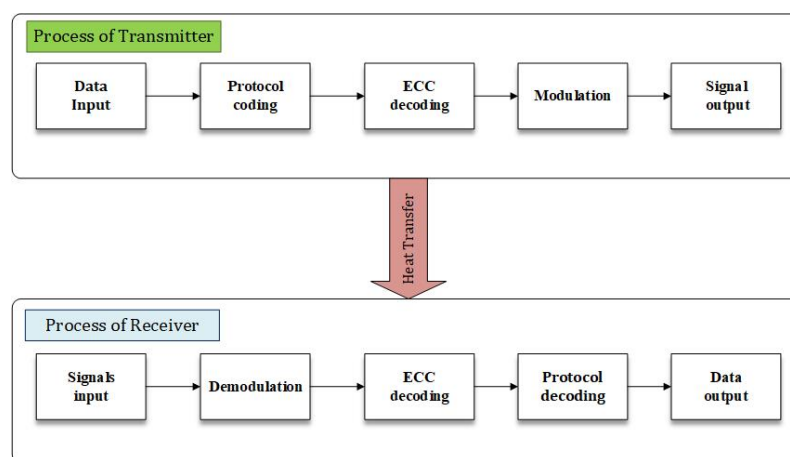 Process of Transmitter
Data
Input
Protocol
coding
ECC
decoding
Modulation
Signal
output
Heat Transfer
Process of Receiver
Signals
input
Demodulation
ECC
decoding
Protocol
decoding
Data
output